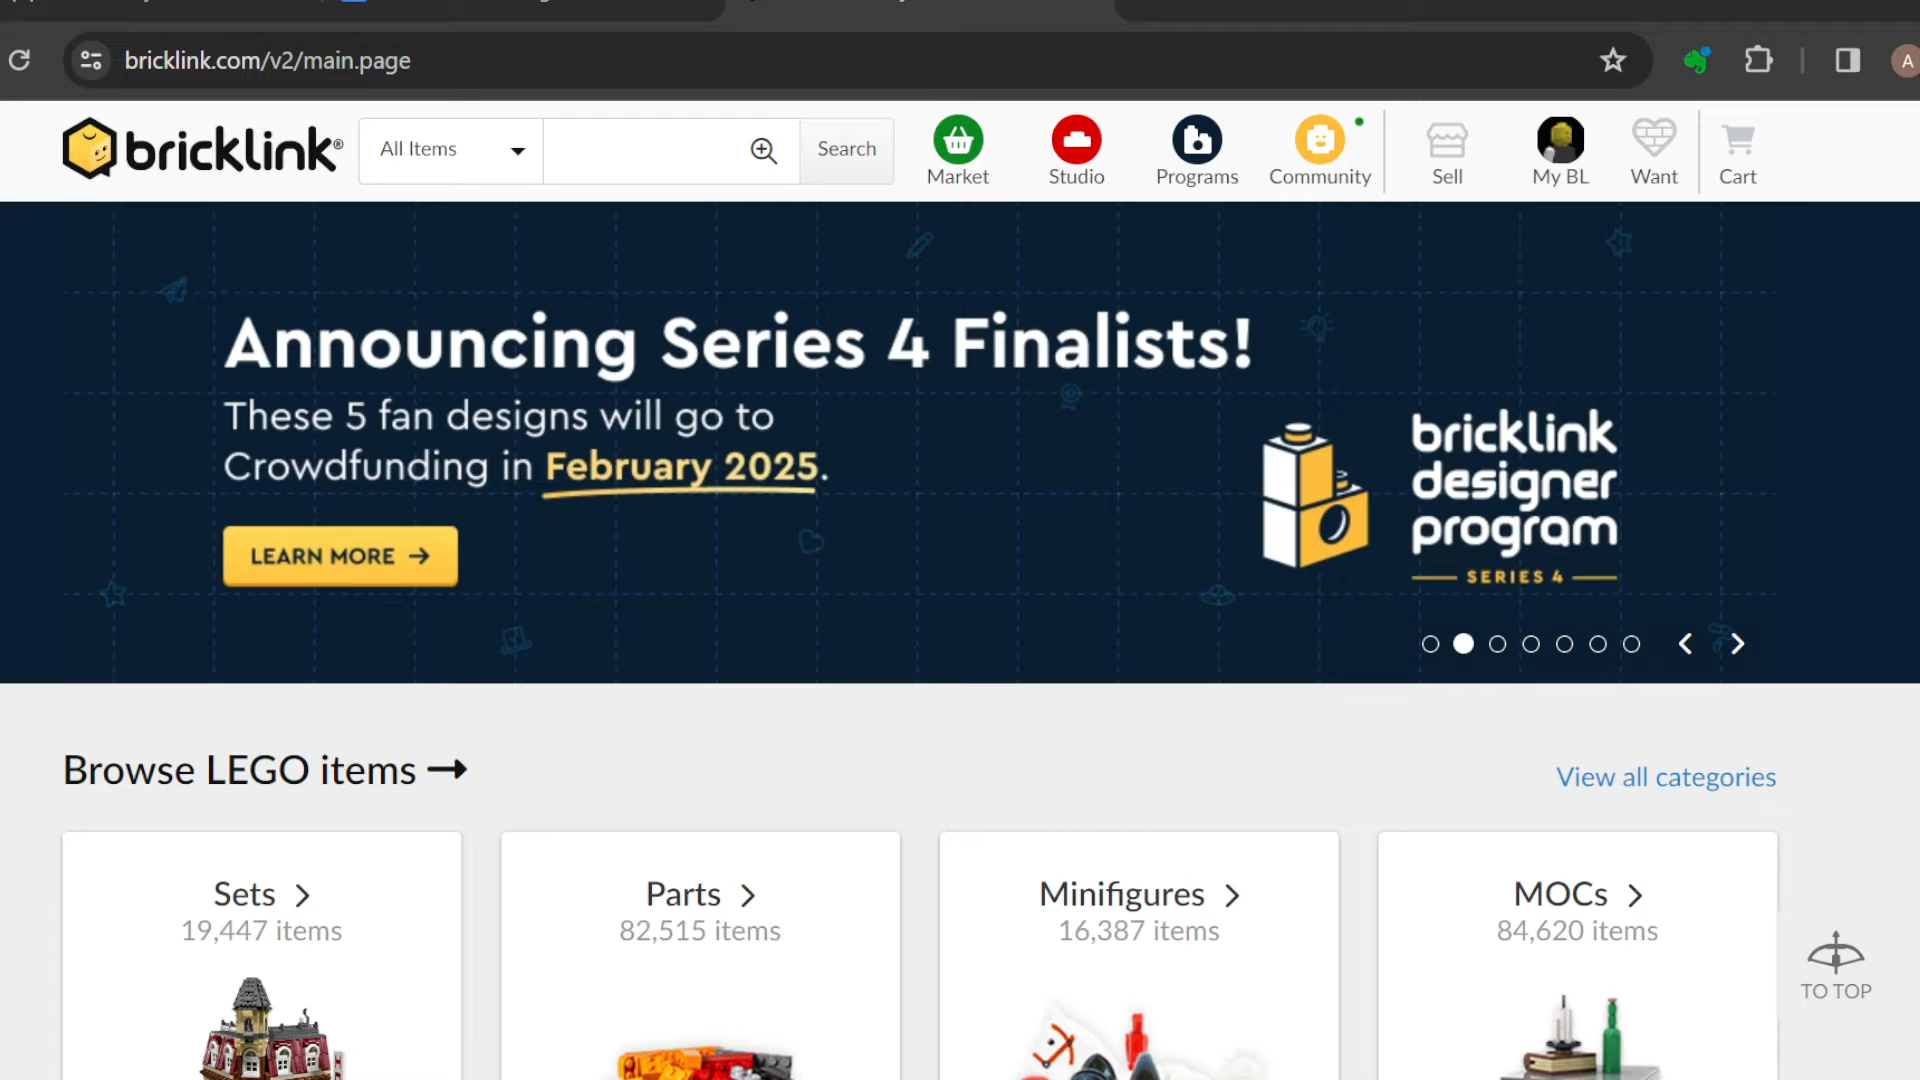 bricklink.com/v2/main.page
A
bricklink®
All Items
Search
Market
Studio
Programs
Community
Sell
My BL
Want
Cart
Announcing Series 4 Finalists!
These 5 fan designs will go to
Crowdfunding in February 2025.
LEARN MORE →
bricklink
designer
program
SERIES 4
Browse LEGO items →
View all categories
Sets >
19,447 items
Parts >
82,515 items
Minifigures >
16,387 items
MOCs >
84,620 items
TO TOP